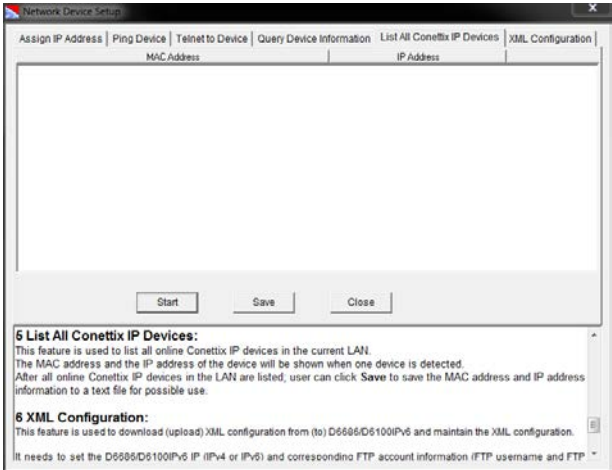 Network Device Setup
Assign IP Address Ping Device Telnet to Device Query Device Information List All Conettix IP Devices XML Configuration
MAC Address IP Address
Start Save Close
5 List All Conettix IP Devices:
This feature is used to list all online Conettix IP devices in the current LAN.
The MAC address and the IP address of the device will be shown when one device is detected.
After all online Conettix IP devices in the LAN are listed; user can click Save to save the MAC address and IP address
information to a text file for possible use.
6 XML Configuration:
This feature is used to download (upload) XML configuration from (to) D6686/D6100IPv6 and maintain the XML configuration.
It needs to set the D6686/D6100IPv6 IP (IPv4 or IPv6) and corresponding FTP account information (FTP username and FTP